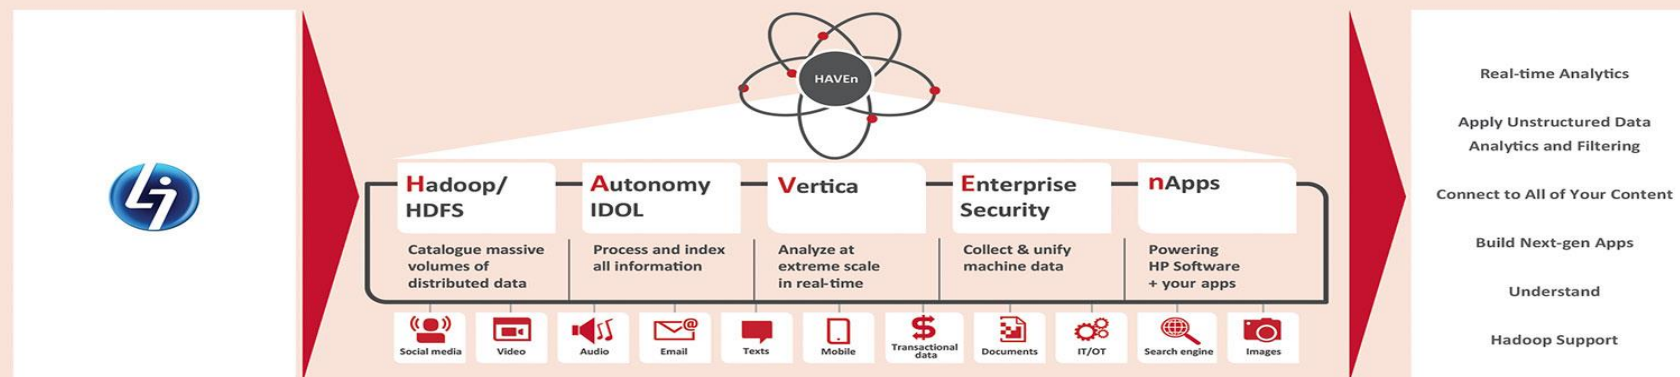 HAVEn
Hadoop/
HDFS
Catalogue massive
volumes of
distributed data
Autonomy
IDOL
Process and index
all information
Vertica
Analyze at
extreme scale
in real-time
Enterprise
Security
Collect & unify
machine data
nApps
Powering
HP Software
+ your apps
Social media
Video
Audio
Email
Texts
Mobile
Transactional
data
Documents
IT/OT
Search engine
Images
Real-time Analytics
Apply Unstructured Data
Analytics and Filtering
Connect to All of Your Content
Build Next-gen Apps
Understand
Hadoop Support